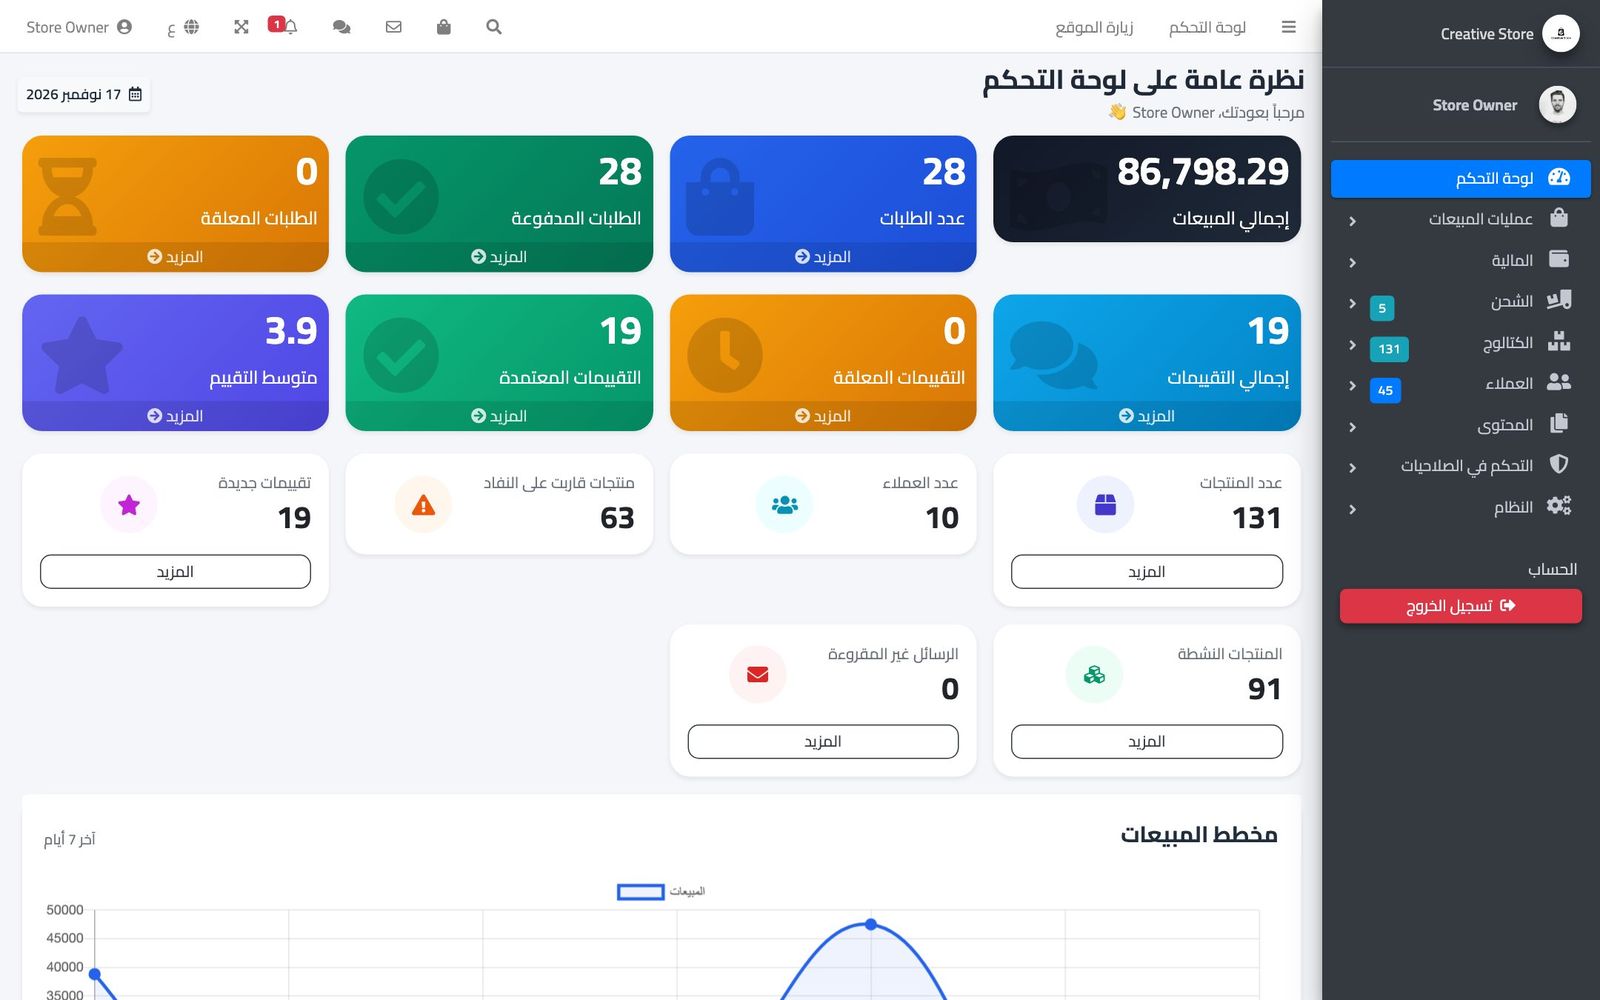 Creative Store
Store Owner
لوحة التحكم
عمليات المبيعات
المالية
الشحن
5
الكتالوج
131
العملاء
45
المحتوى
التحكم في الصلاحيات
النظام
الحساب
تسجيل الخروج
لوحة التحكم
زيارة الموقع
1
ع
Store Owner
نظرة عامة على لوحة التحكم
مرحباً بعودتك، Store Owner 👋
17 نوفمبر 2026
86,798.29
إجمالي المبيعات
28
عدد الطلبات
المزيد
28
الطلبات المدفوعة
المزيد
0
الطلبات المعلقة
المزيد
19
إجمالي التقييمات
المزيد
0
التقييمات المعلقة
المزيد
19
التقييمات المعتمدة
المزيد
3.9
متوسط التقييم
المزيد
عدد المنتجات
131
المزيد
عدد العملاء
10
منتجات قاربت على النفاد
63
تقييمات جديدة
19
المزيد
المنتجات النشطة
91
المزيد
الرسائل غير المقروءة
0
المزيد
مخطط المبيعات
آخر 7 أيام
المبيعات
50000
45000
40000
35000